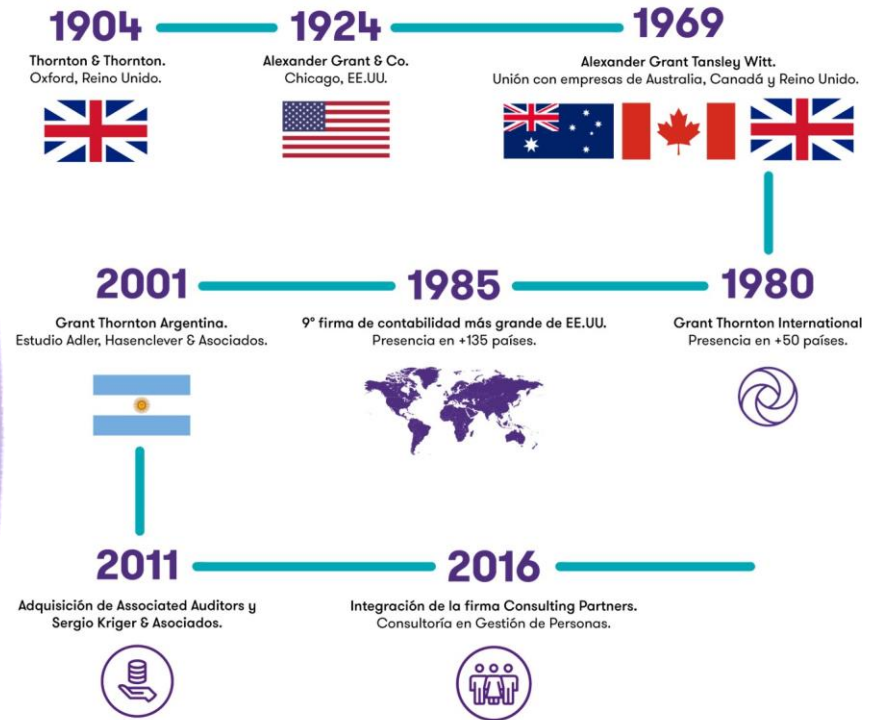 1904
Thornton & Thornton.
Oxford, Reino Unido.
1924
Alexander Grant & Co.
Chicago, EE.UU.
1969
Alexander Grant Tansley Witt.
Unión con empresas de Australia, Canadá y Reino Unido.
1980
Grant Thornton International
Presencia en +50 países.
1985
9° firma de contabilidad más grande de EE.UU.
Presencia en +135 países.
2001
Grant Thornton Argentina.
Estudio Adler, Hasenclever & Asociados.
2011
Adquisición de Associated Auditors y
Sergio Kriger & Asociados.
2016
Integración de la firma Consulting Partners.
Consultoría en Gestión de Personas.